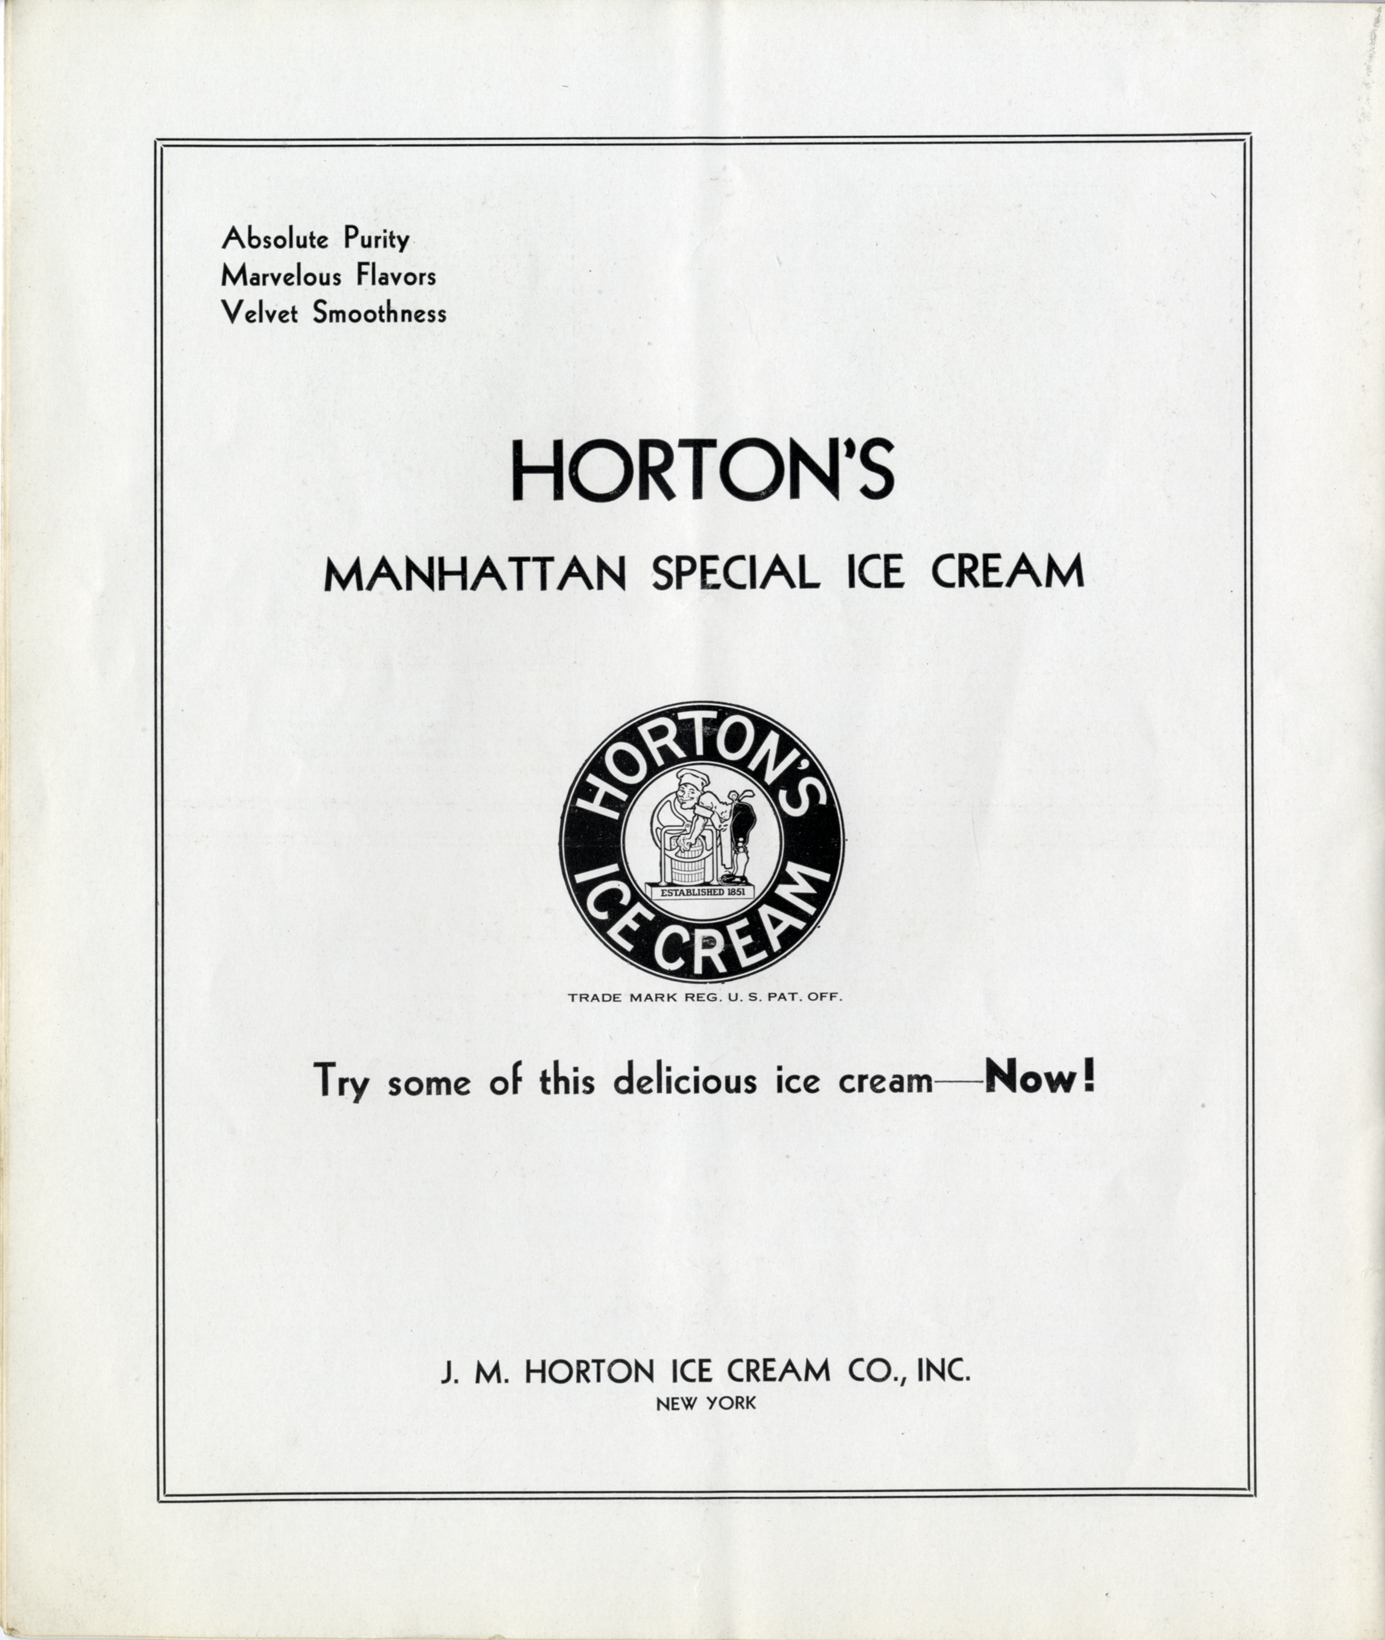 Absolute Purity
Marvelous Flavors
Velvet Smoothness
HORTON'S
MANHATTAN SPECIAL ICE CREAM
HORTON'S
ESTABLISHED 1851
ICE CREAM
TRADE MARK REG. U. S. PAT. OFF.
Try some of this delicious ice cream—Now!
J. M. HORTON ICE CREAM CO., INC.
NEW YORK